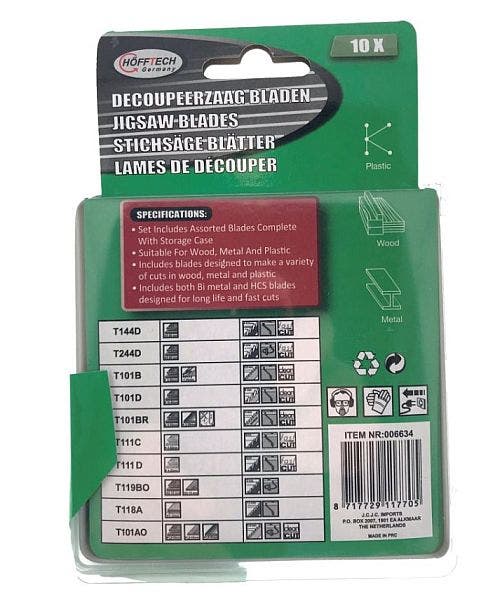 HÖFFTECH
Germany
10 X
DECOUPEERZAAG BLADEN
JIGSAW BLADES
STICHSÄGE BLÄTTER
LAMES DE DÉCOUPER
Plastic
SPECIFICATIONS:
• Set Includes Assorted Blades Complete
With Storage Case
• Suitable For Wood, Metal And Plastic
• Includes blades designed to make a variety
of cuts in wood, metal and plastic
• Includes both Bi metal and HCS blades
designed for long life and fast cuts
Wood
Metal
T144D
T244D
T101B
T101D
T101BR
T111C
T111D
T119BO
T118A
T101AO
ITEM NR:006634
8 717729 117705
J.C.J.C. IMPORTS
P.O. BOX 2007, 1801 EA ALKMAAR
THE NETHERLANDS
MADE IN PRC